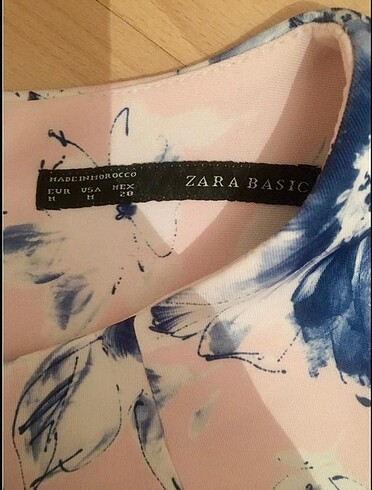 MADE IN MOROCCO
EUR USA MEX
M M 28
ZARA BASIC